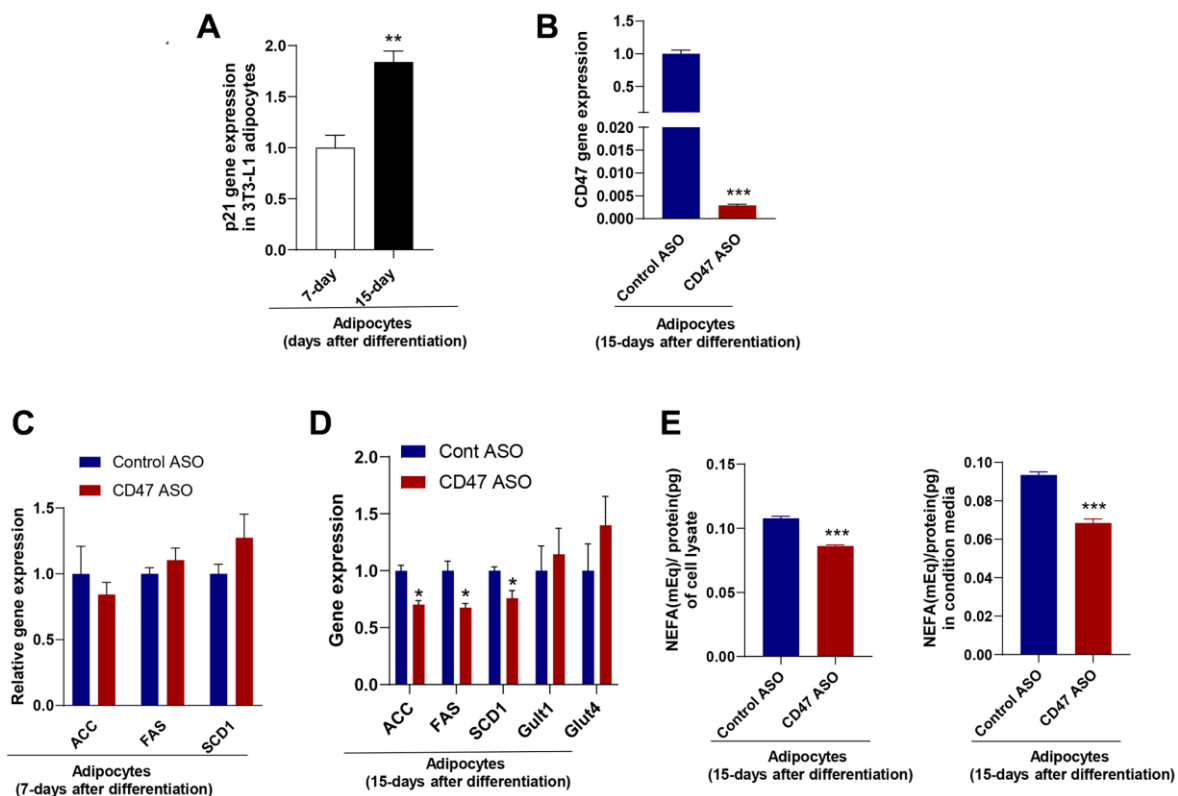 A
p21 gene expression
in 3T3-L1 adipocytes
2.0
1.5
1.0
0.5
0.0
**
7-day
15-day
Adipocytes
(days after differentiation)
B
CD47 gene expression
1.5
1.0
0.5
0.020
0.015
0.010
0.005
0.000
***
Control ASO
CD47 ASO
Adipocytes
(15-days after differentiation)
C
Control ASO
CD47 ASO
Relative gene expression
1.5
1.0
0.5
0.0
ACC
FAS
SCD1
Adipocytes
(7-days after differentiation)
D
Cont ASO
CD47 ASO
Gene expression
2.0
1.5
1.0
0.5
0.0
*
*
*
ACC
FAS
SCD1
Gult1
Glut4
Adipocytes
(15-days after differentiation)
E
NEFA(mEq)/ protein(pg)
of cell lysate
0.15
0.10
0.05
0.00
***
Control ASO
CD47 ASO
Adipocytes
(15-days after differentiation)
NEFA(mEq)/protein(pg)
in condition media
0.10
0.08
0.06
0.04
0.02
0.00
***
Control ASO
CD47 ASO
Adipocytes
(15-days after differentiation)